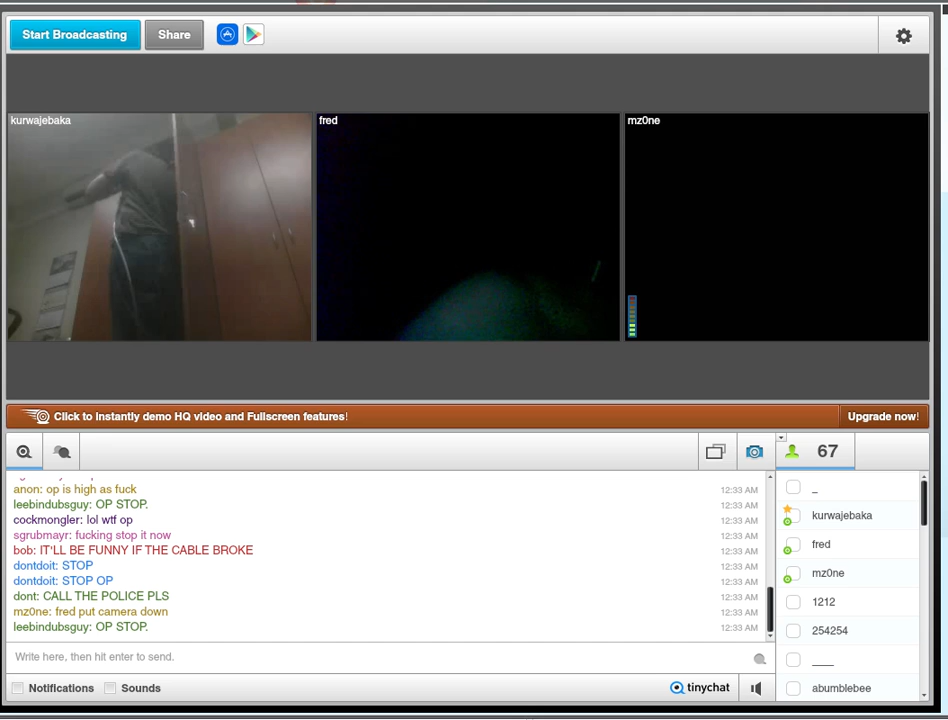 Start Broadcasting
Share
kurwajebaka
fred
mz0ne
Click to instantly demo HQ video and Fullscreen features!
Upgrade now!
67
anon: op is high as fuck 12:33 AM
leebindubsguy: OP STOP. 12:33 AM
cockmongler: lol wtf op 12:33 AM
sgrubmayr: fucking stop it now 12:33 AM
bob: IT'LL BE FUNNY IF THE CABLE BROKE 12:33 AM
dontdoit: STOP 12:33 AM
dontdoit: STOP OP 12:33 AM
dont: CALL THE POLICE PLS 12:33 AM
mz0ne: fred put camera down 12:33 AM
leebindubsguy: OP STOP. 12:33 AM
Write here, then hit enter to send.
Notifications
Sounds
tinychat
_
kurwajebaka
fred
mz0ne
1212
254254
___
abumblebee